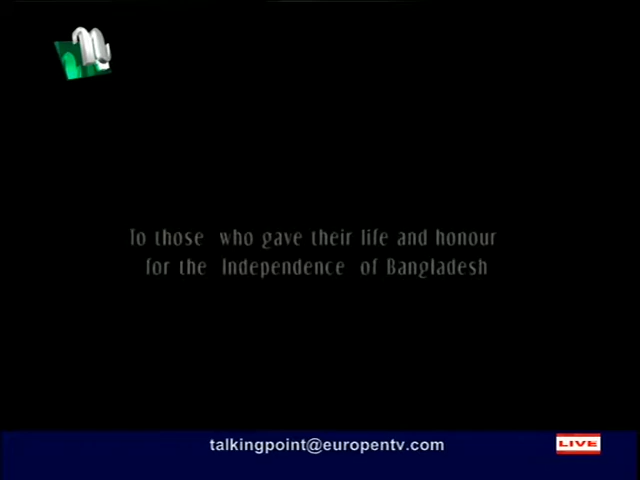 To those who gave their life and honour
for the Independence of Bangladesh
talkingpoint@europentv.com
LIVE